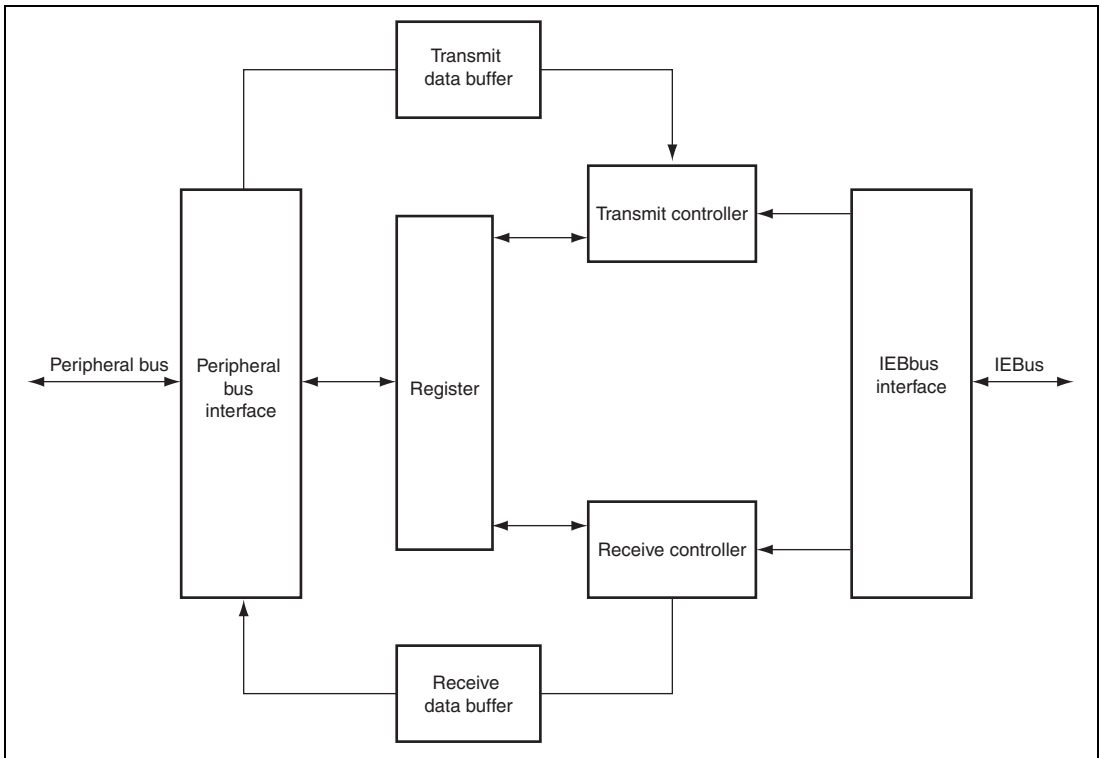 Transmit
data buffer
Transmit controller
Peripheral bus
Peripheral
bus
interface
Register
IEBbus
interface
IEBus
Receive controller
Receive
data buffer